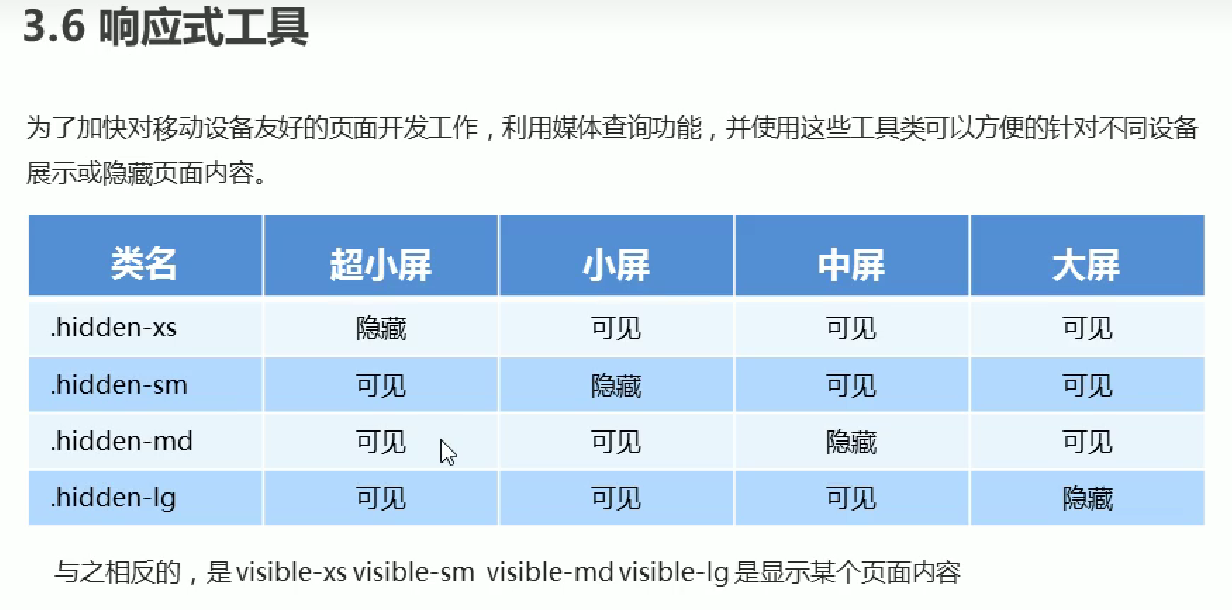 3.6 响应式工具
为了加快对移动设备友好的页面开发工作，利用媒体查询功能，并使用这些工具类可以方便的针对不同设备
展示或隐藏页面内容。
类名 超小屏 小屏 中屏 大屏
.hidden-xs 隐藏 可见 可见 可见
.hidden-sm 可见 隐藏 可见 可见
.hidden-md 可见 可见 隐藏 可见
.hidden-lg 可见 可见 可见 隐藏
与之相反的，是visible-xs visible-sm visible-md visible-lg 是显示某个页面内容